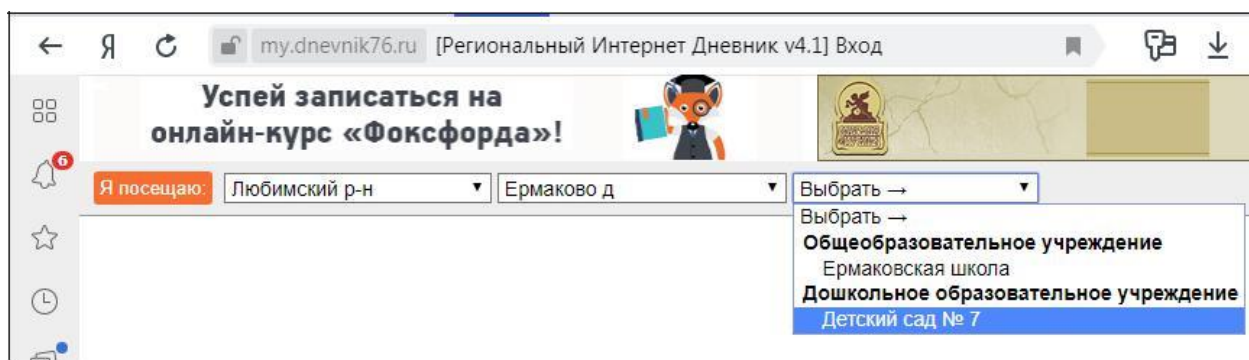 Я my.dnevnik76.ru [Региональный Интернет Дневник v4.1] Вход
Успей записаться на
онлайн-курс «Фоксфорда»!
6
Я посещаю: Любимский р-н Ермаково д Выбрать →
Выбрать →
Общеобразовательное учреждение
Ермаковская школа
Дошкольное образовательное учреждение
Детский сад № 7